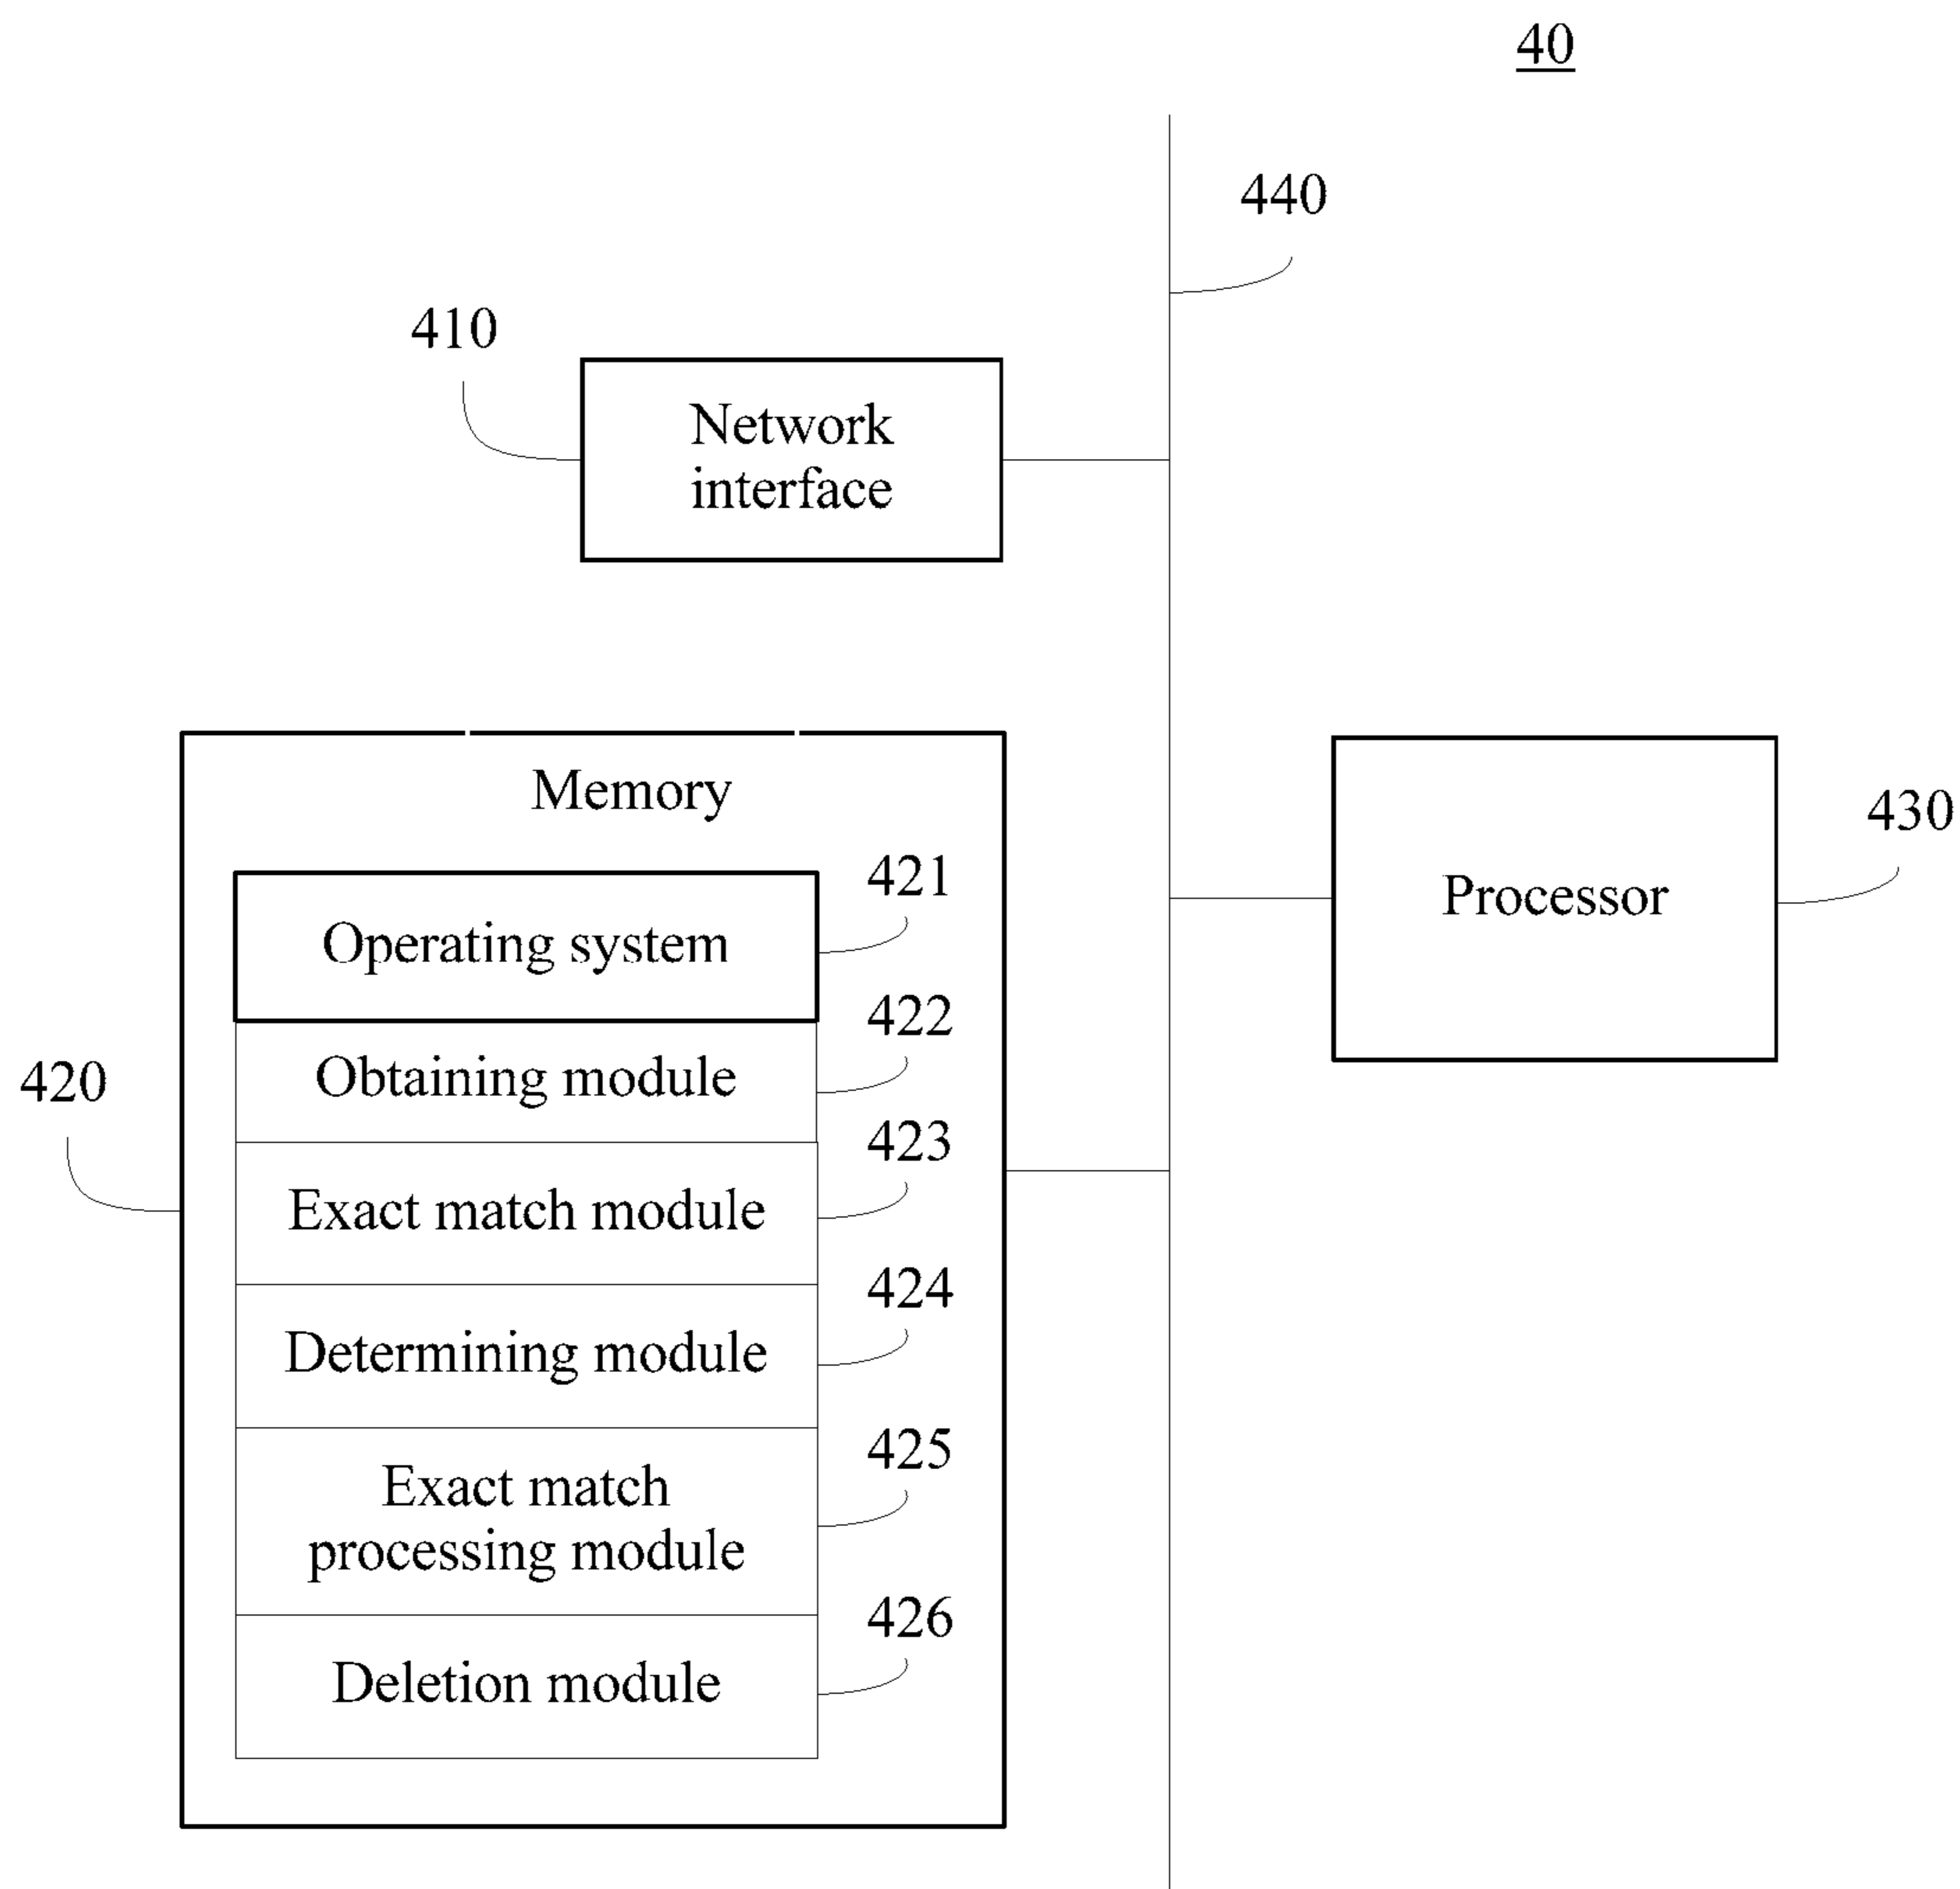 40
440
410
Network
interface
Memory
430
421
Processor
Operating system
422
Obtaining module
420
423
Exact match module
424
Determining module
425
Exact match
processing module
426
Deletion module